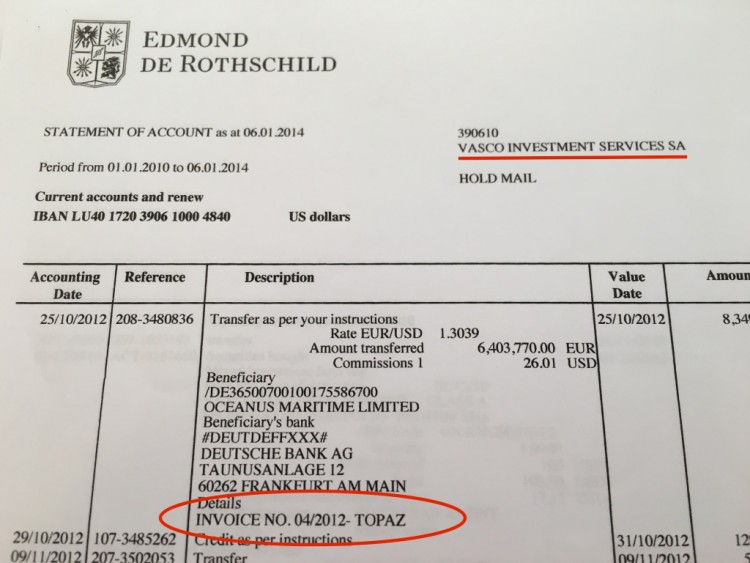 EDMOND
DE ROTHSCHILD
STATEMENT OF ACCOUNT as at 06.01.2014
390610
VASCO INVESTMENT SERVICES SA
Period from 01.01.2010 to 06.01.2014
HOLD MAIL
Current accounts and renew
IBAN LU40 1720 3906 1000 4840 US dollars
Accounting Date Reference Description Value Date Amoun
25/10/2012 208-3480836 Transfer as per your instructions 25/10/2012 8,349
Rate EUR/USD 1.3039
Amount transferred 6,403,770.00 EUR
Commissions 1 26.01 USD
Beneficiary
/DE36500700100175586700
OCEANUS MARITIME LIMITED
Beneficiary's bank
#DEUTDEFFXXX#
DEUTSCHE BANK AG
TAUNUSANLAGE 12
60262 FRANKFURT AM MAIN
Details
INVOICE NO. 04/2012- TOPAZ
29/10/2012 107-3485262 Credit as per instructions 31/10/2012 12
09/11/2012 207-3502053 Transfer 09/11/2012